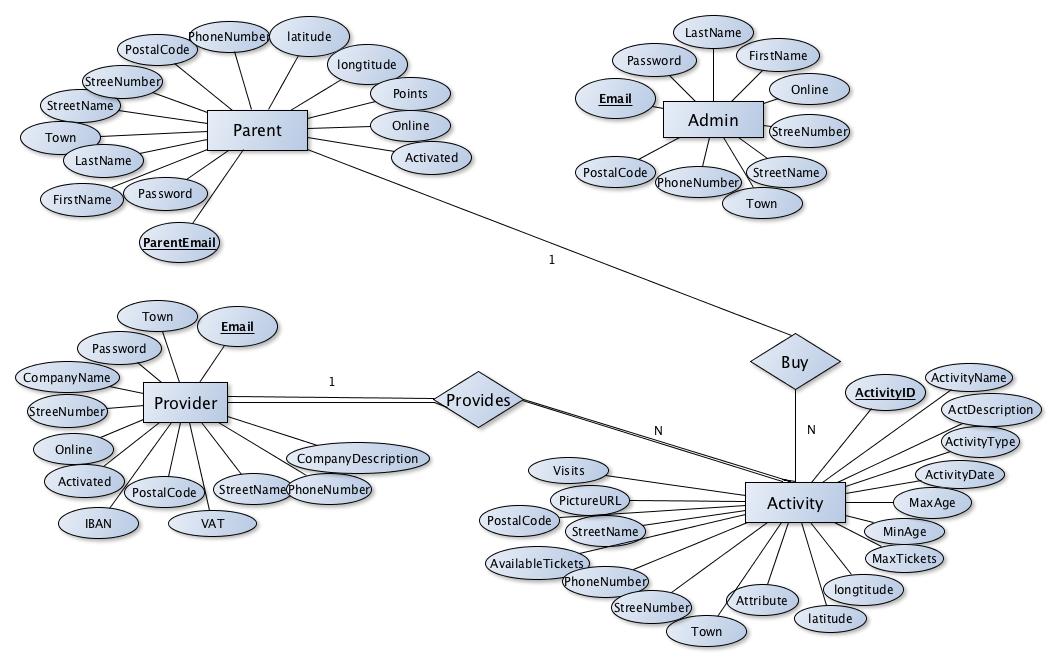 PhoneNumber
latitude
PostalCode
longtitude
StreeNumber
Points
StreetName
Online
Town
Parent
LastName
Activated
FirstName
Password
ParentEmail
LastName
FirstName
Password
Online
Email
Admin
StreeNumber
PostalCode
PhoneNumber
StreetName
Town
1
Buy
N
Town
Email
Password
CompanyName
1
Provider
Provides
StreeNumber
N
Online
CompanyDescription
Activated
PostalCode
StreetName
PhoneNumber
IBAN
VAT
ActivityName
ActivityID
ActDescription
ActivityType
Visits
ActivityDate
PictureURL
Activity
MaxAge
PostalCode
StreetName
MinAge
AvailableTickets
MaxTickets
PhoneNumber
longtitude
StreeNumber
Attribute
latitude
Town